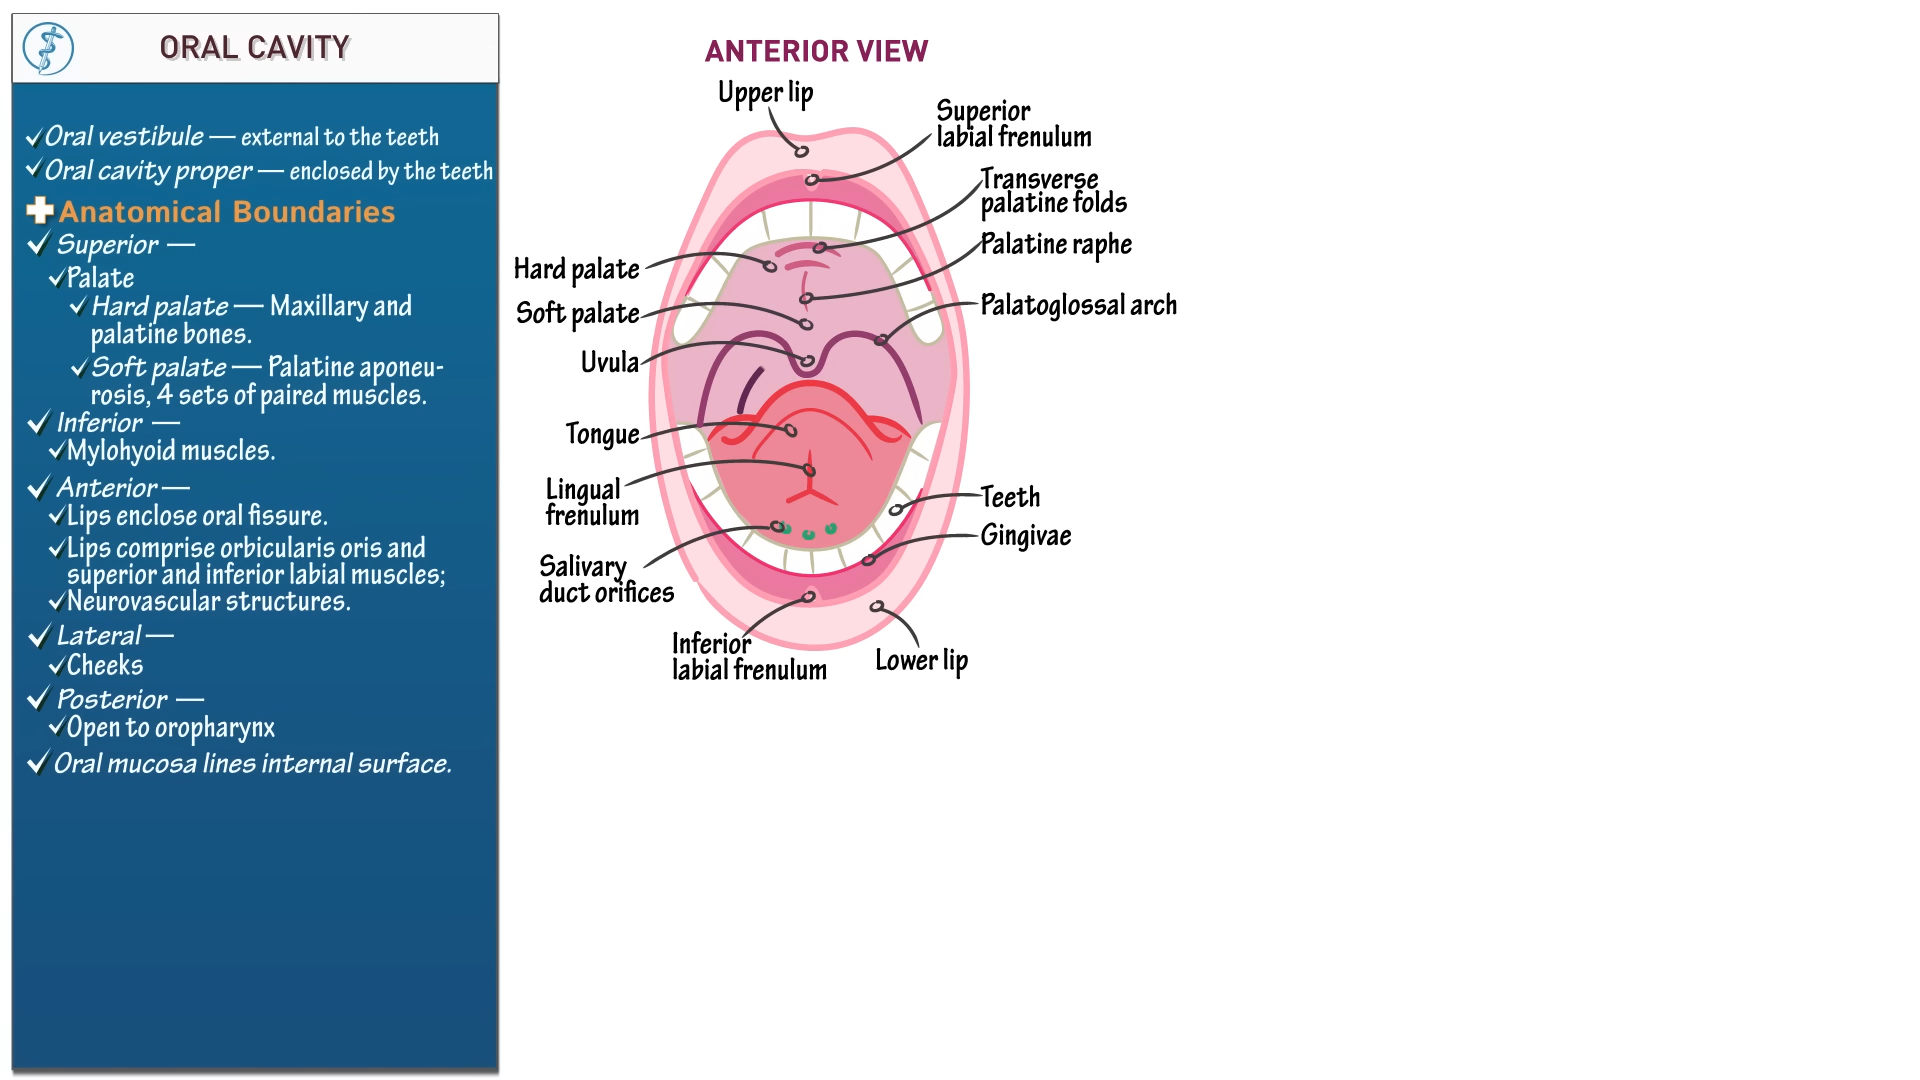 ORAL CAVITY
Oral vestibule — external to the teeth
Oral cavity proper — enclosed by the teeth
Anatomical Boundaries
Superior —
Palate
Hard palate — Maxillary and
palatine bones.
Soft palate — Palatine aponeu-
rosis, 4 sets of paired muscles.
Inferior —
Mylohyoid muscles.
Anterior —
Lips enclose oral fissure.
Lips comprise orbicularis oris and
superior and inferior labial muscles;
Neurovascular structures.
Lateral —
Cheeks
Posterior —
Open to oropharynx
Oral mucosa lines internal surface.
ANTERIOR VIEW
Upper lip
Superior
labial frenulum
Transverse
palatine folds
Palatine raphe
Hard palate
Soft palate
Palatoglossal arch
Uvula
Tongue
Lingual
frenulum
Teeth
Gingivae
Salivary
duct orifices
Inferior
labial frenulum
Lower lip